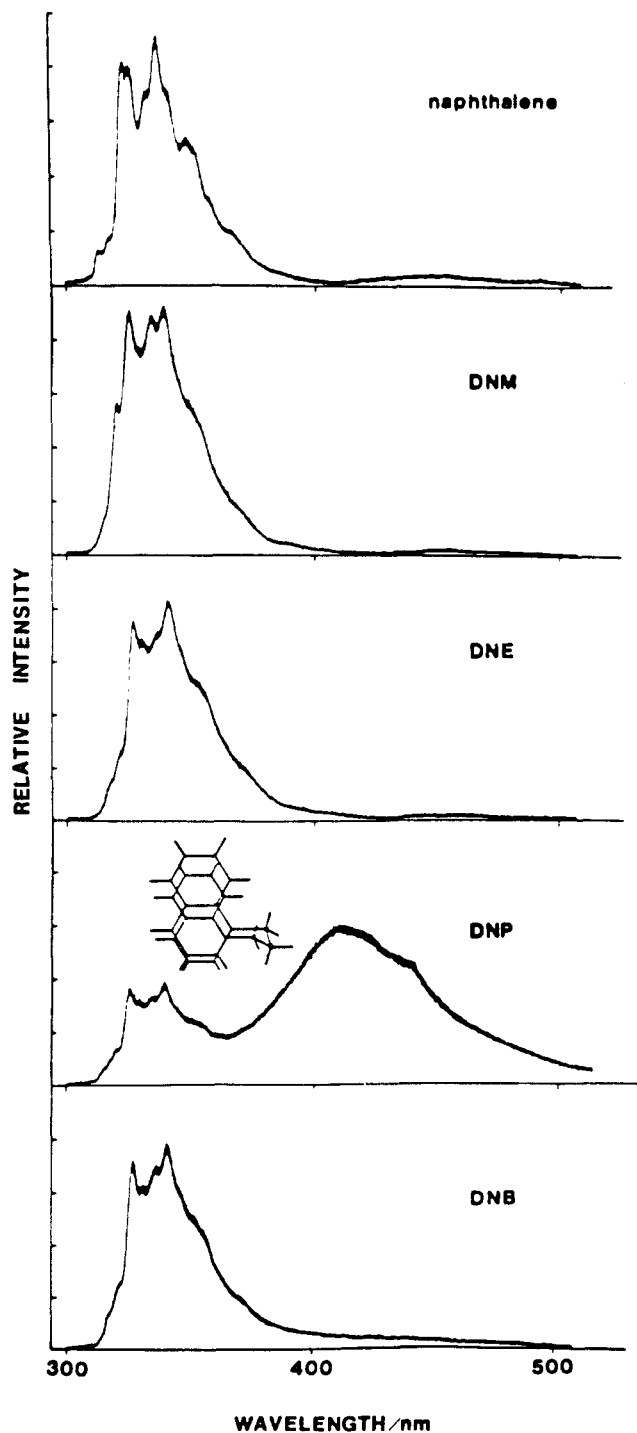 naphthalene
DNM
DNE
DNP
DNB
RELATIVE INTENSITY
300 400 500
WAVELENGTH/nm